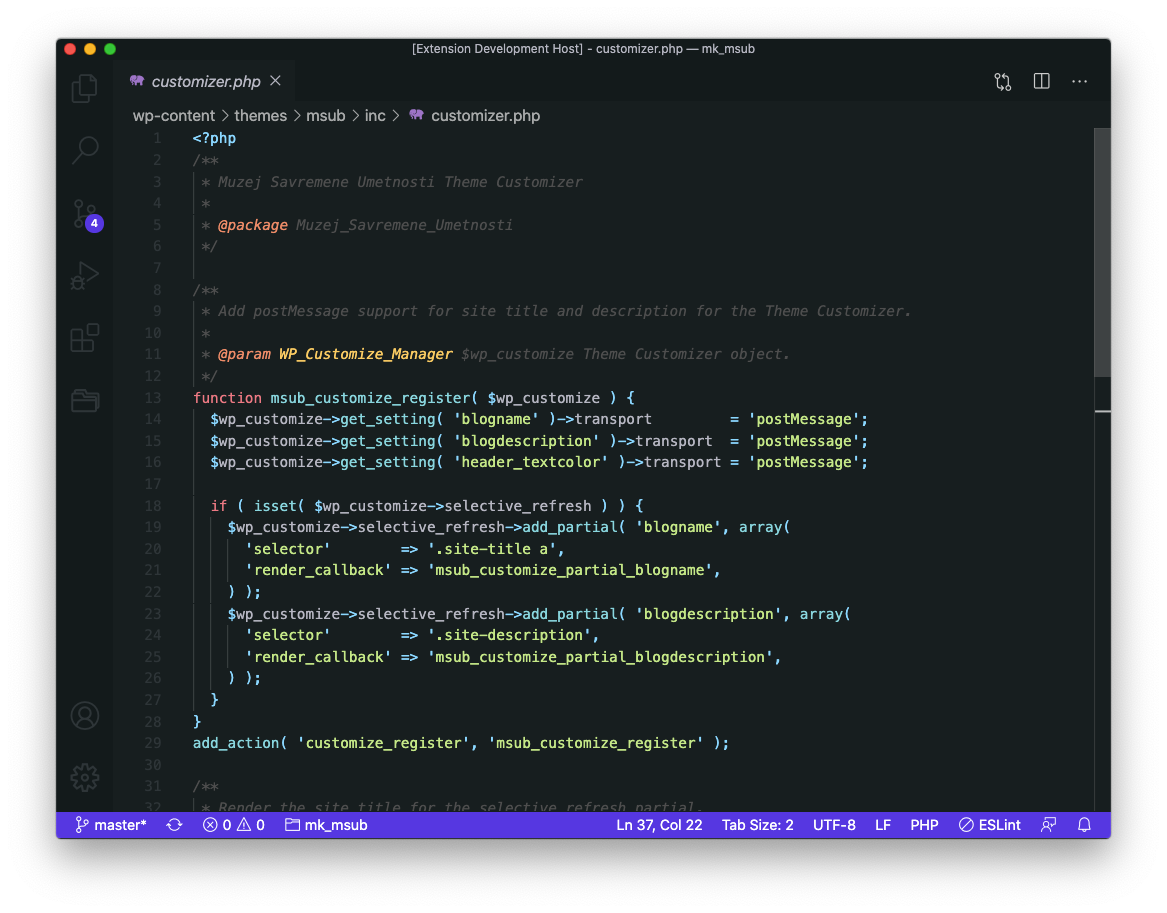 [Extension Development Host] - customizer.php — mk_msub
customizer.php
wp-content > themes > msub > inc > customizer.php
4
1 <?php
2 /**
3  * Muzej Savremene Umetnosti Theme Customizer
4  *
5  * @package Muzej_Savremene_Umetnosti
6  */
7
8 /**
9  * Add postMessage support for site title and description for the Theme Customizer.
10  *
11  * @param WP_Customize_Manager $wp_customize Theme Customizer object.
12  */
13 function msub_customize_register( $wp_customize ) {
14   $wp_customize->get_setting( 'blogname' )->transport         = 'postMessage';
15   $wp_customize->get_setting( 'blogdescription' )->transport  = 'postMessage';
16   $wp_customize->get_setting( 'header_textcolor' )->transport = 'postMessage';
17
18   if ( isset( $wp_customize->selective_refresh ) ) {
19     $wp_customize->selective_refresh->add_partial( 'blogname', array(
20       'selector'        => '.site-title a',
21       'render_callback' => 'msub_customize_partial_blogname',
22     ) );
23     $wp_customize->selective_refresh->add_partial( 'blogdescription', array(
24       'selector'        => '.site-description',
25       'render_callback' => 'msub_customize_partial_blogdescription',
26     ) );
27   }
28 }
29 add_action( 'customize_register', 'msub_customize_register' );
30
31 /**
32  * Render the site title for the selective refresh partial.
master* 0 0 mk_msub Ln 37, Col 22 Tab Size: 2 UTF-8 LF PHP ESLint